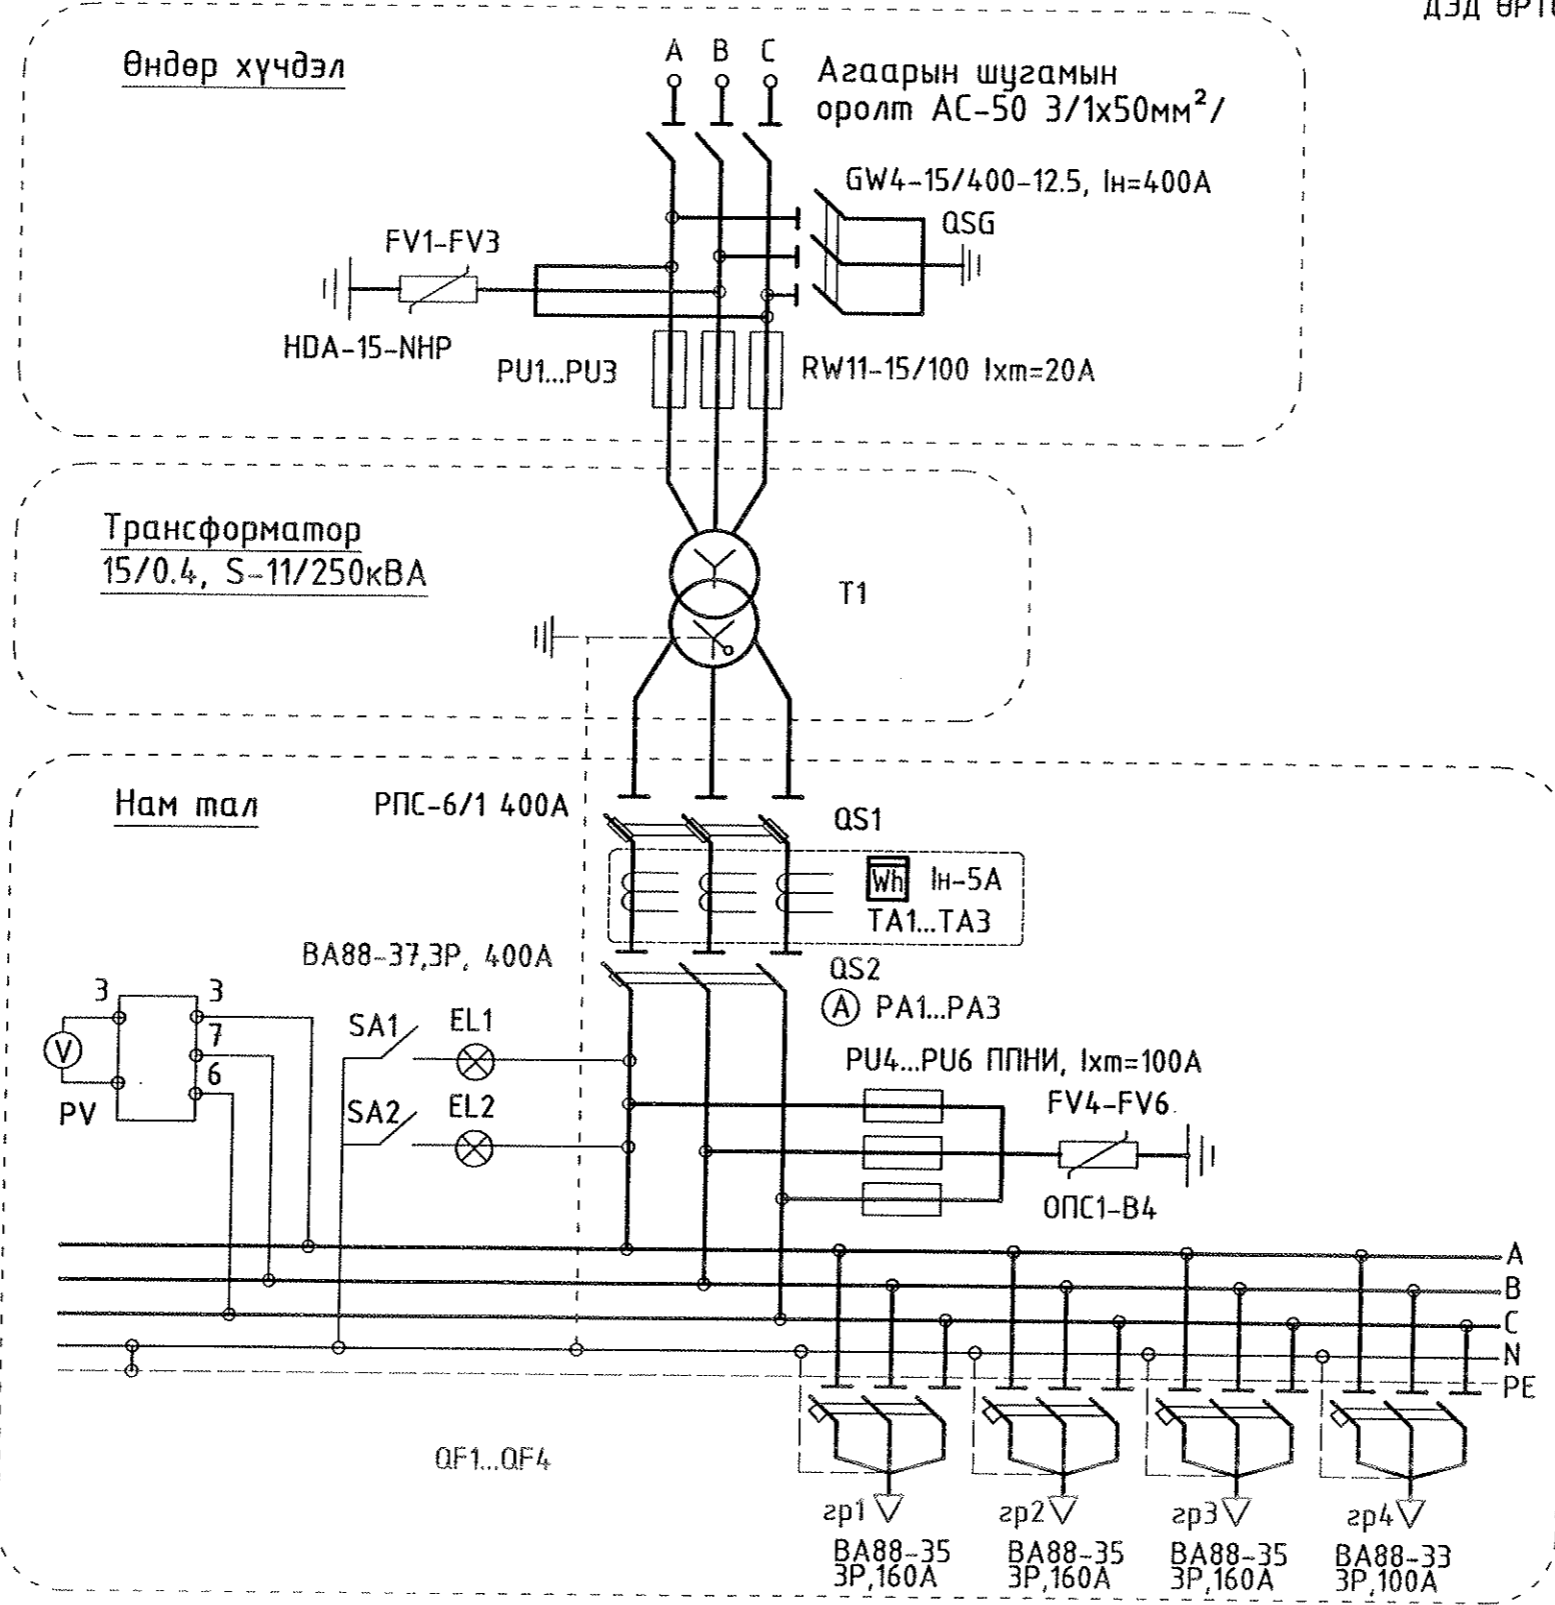 ДЭД
Өндөр хүчдэл
A B C
Агаарын шугамын
оролт АС-50 3/1x50мм²/
GW4-15/400-12.5, Iн=400А
QSG
FV1-FV3
HDA-15-NHP
PU1...PU3
RW11-15/100 Iхт=20А
Трансформатор
15/0.4, S-11/250кВА
T1
Нам тал
РПС-6/1 400А
QS1
Wh Iн-5А
TA1...TA3
ВА88-37,3Р, 400А
QS2
A PA1...PA3
3 3
7
6
V
PV
SA1 EL1
SA2 EL2
PU4...PU6 ППНИ, Iхт=100А
FV4-FV6
ОПС1-В4
A
B
C
N
PE
QF1...QF4
гр1 гр2 гр3 гр4
ВА88-35 ВА88-35 ВА88-35 ВА88-33
3Р,160А 3Р,160А 3Р,160А 3Р,100А